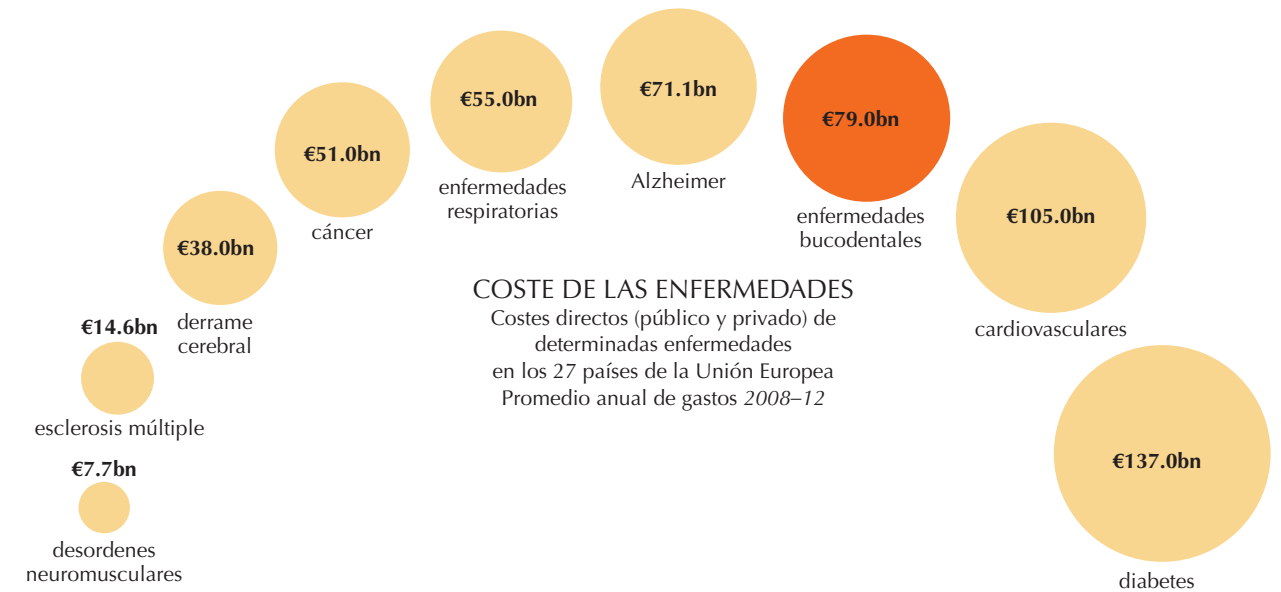 €7.7bn
desordenes
neuromusculares
€14.6bn
esclerosis múltiple
€38.0bn
derrame
cerebral
€51.0bn
cáncer
€55.0bn
enfermedades
respiratorias
€71.1bn
Alzheimer
€79.0bn
enfermedades
bucodentales
€105.0bn
cardiovasculares
€137.0bn
diabetes
COSTE DE LAS ENFERMEDADES
Costes directos (público y privado) de
determinadas enfermedades
en los 27 países de la Unión Europea
Promedio anual de gastos 2008–12